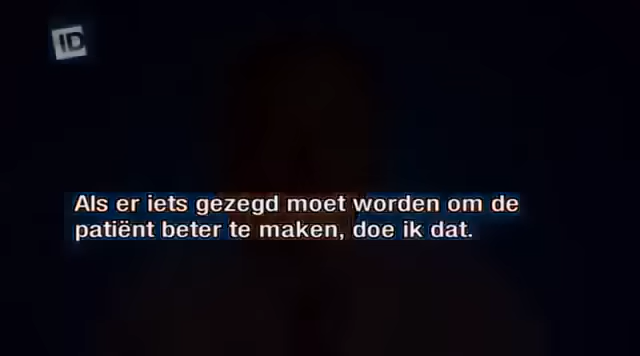 ID
Als er iets gezegd moet worden om de
patiënt beter te maken, doe ik dat.